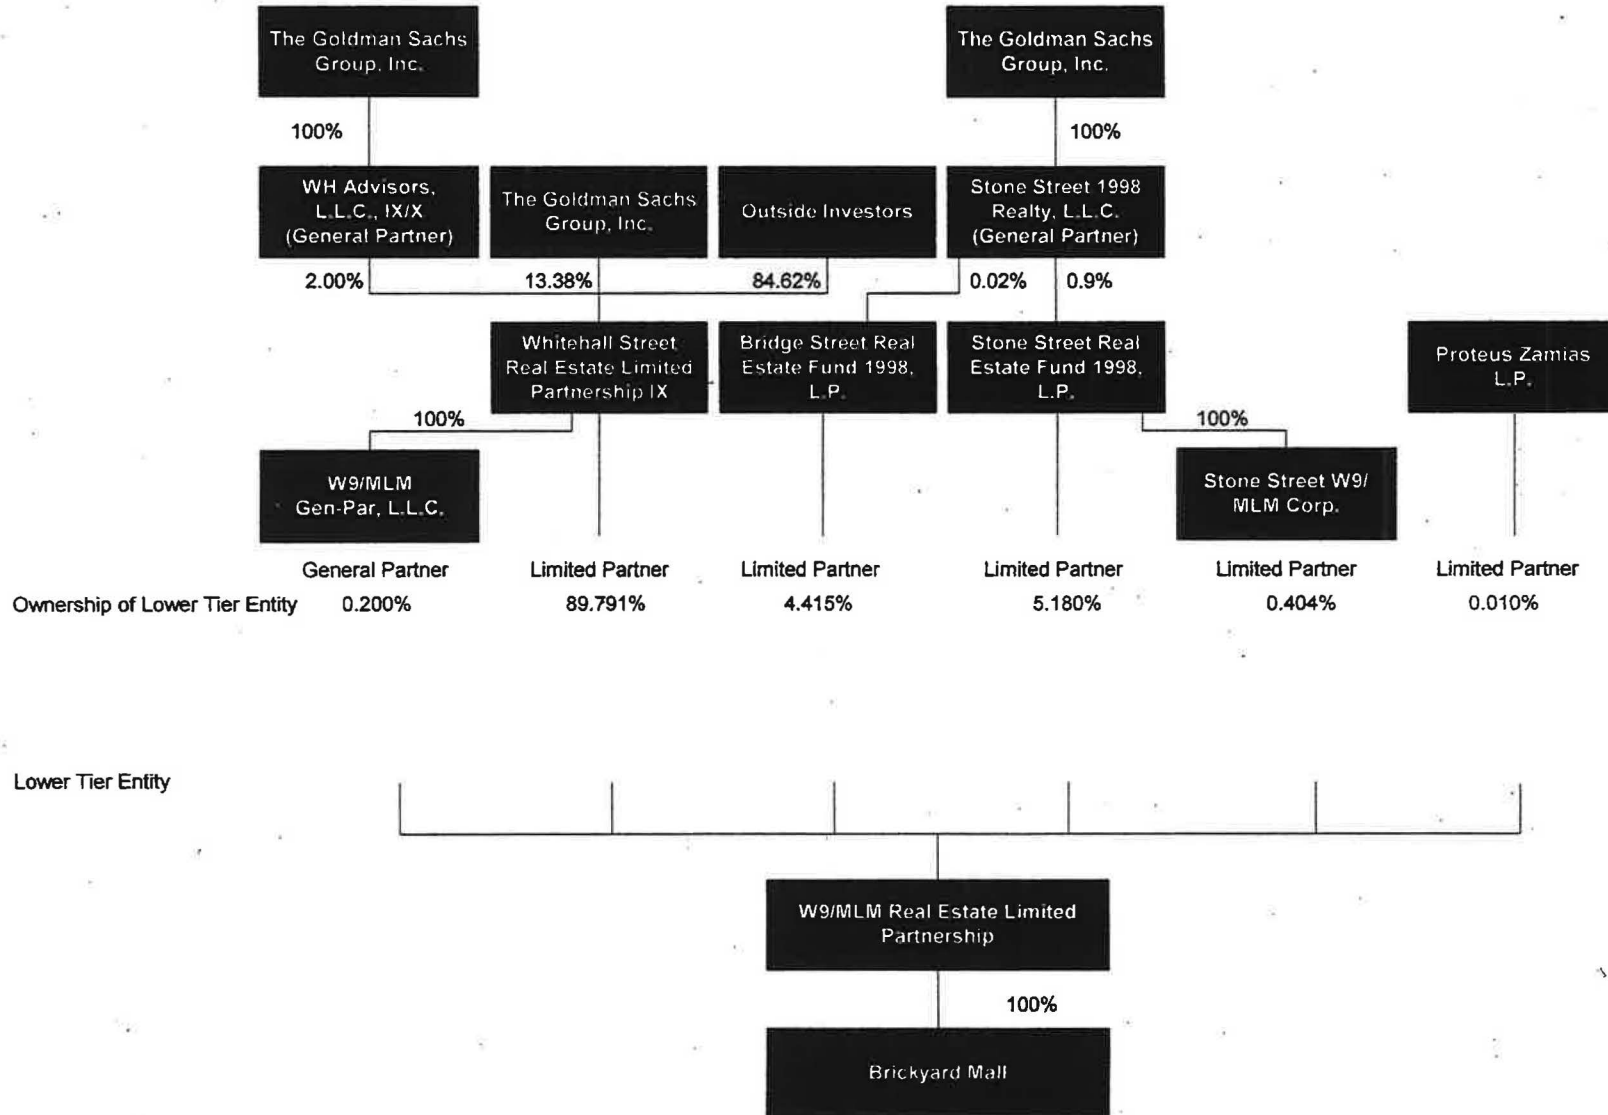 The Goldman Sachs
Group, Inc.
The Goldman Sachs
Group, Inc.
100%
100%
WH Advisors,
L.L.C., IX/X
(General Partner)
The Goldman Sachs
Group, Inc.
Outside Investors
Stone Street 1998
Realty, L.L.C.
(General Partner)
2.00%
13.38%
84.62%
0.02%
0.9%
Whitehall Street
Real Estate Limited
Partnership IX
Bridge Street Real
Estate Fund 1998,
L.P.
Stone Street Real
Estate Fund 1998,
L.P.
Proteus Zamias
L.P.
100%
100%
W9/MLM
Gen-Par, L.L.C.
Stone Street W9/
MLM Corp.
General Partner
Limited Partner
Limited Partner
Limited Partner
Limited Partner
Limited Partner
Ownership of Lower Tier Entity
0.200%
89.791%
4.415%
5.180%
0.404%
0.010%
Lower Tier Entity
W9/MLM Real Estate Limited
Partnership
100%
Brickyard Mall